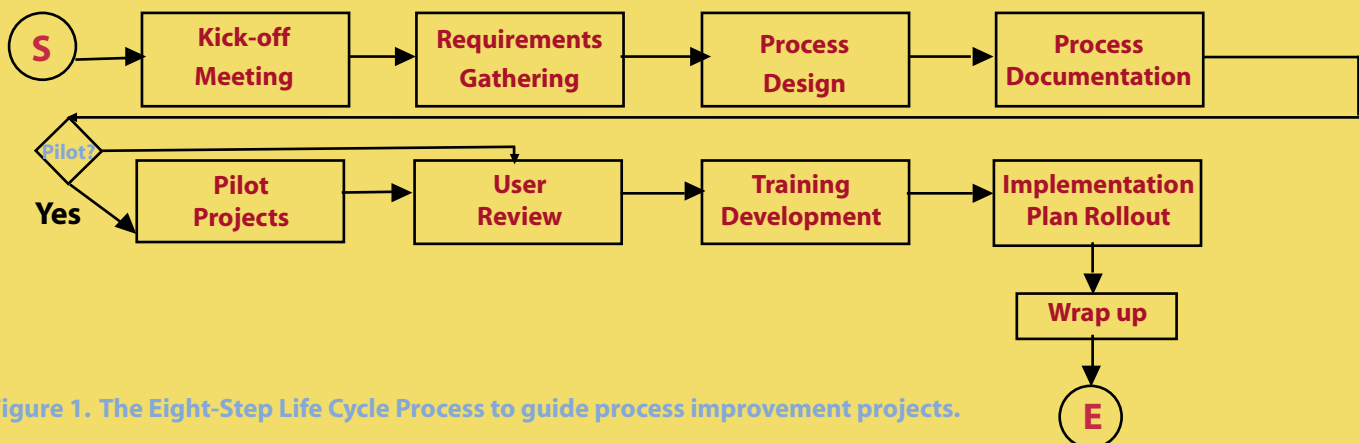 S
Kick-off
Meeting
Requirements
Gathering
Process
Design
Process
Documentation
Pilot?
Yes
Pilot
Projects
User
Review
Training
Development
Implementation
Plan Rollout
Wrap up
E
igure 1. The Eight-Step Life Cycle Process to guide process improvement projects.